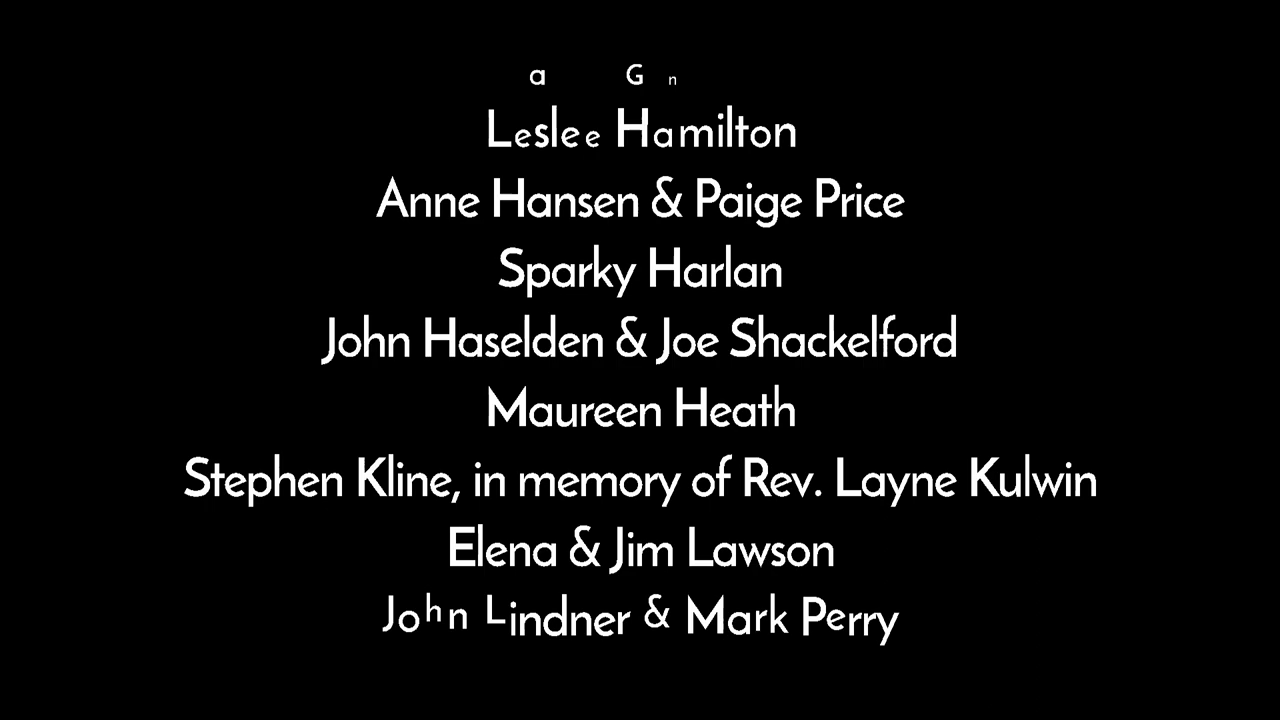 Leslee Hamilton
Anne Hansen & Paige Price
Sparky Harlan
John Haselden & Joe Shackelford
Maureen Heath
Stephen Kline, in memory of Rev. Layne Kulwin
Elena & Jim Lawson
John Lindner & Mark Perry